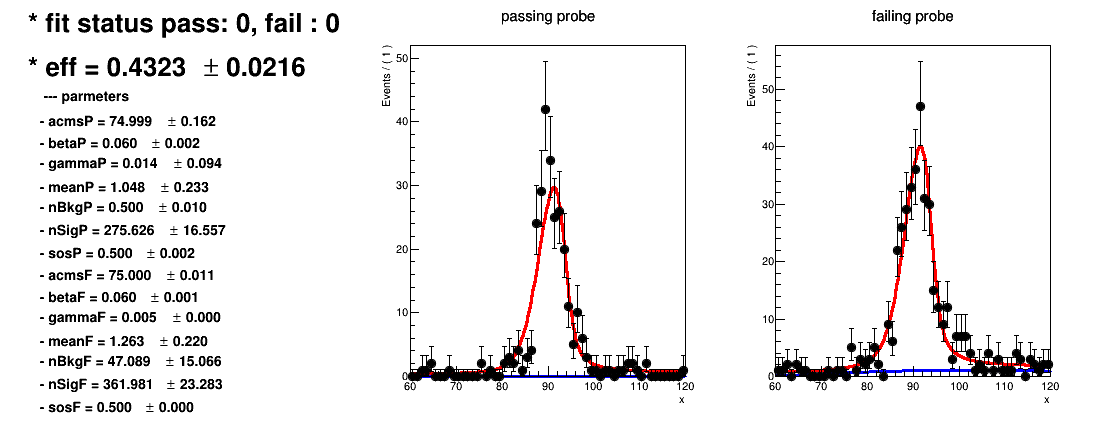 * fit status pass: 0, fail : 0
* eff = 0.4323 ± 0.0216
--- parmeters
- acmsP = 74.999 ± 0.162
- betaP = 0.060 ± 0.002
- gammaP = 0.014 ± 0.094
- meanP = 1.048 ± 0.233
- nBkgP = 0.500 ± 0.010
- nSigP = 275.626 ± 16.557
- sosP = 0.500 ± 0.002
- acmsF = 75.000 ± 0.011
- betaF = 0.060 ± 0.001
- gammaF = 0.005 ± 0.000
- meanF = 1.263 ± 0.220
- nBkgF = 47.089 ± 15.066
- nSigF = 361.981 ± 23.283
- sosF = 0.500 ± 0.000
passing probe
Events / ( 1 )
50
40
30
20
10
0
60 70 80 90 100 110 120
x
failing probe
Events / ( 1 )
50
40
30
20
10
0
60 70 80 90 100 110 120
x